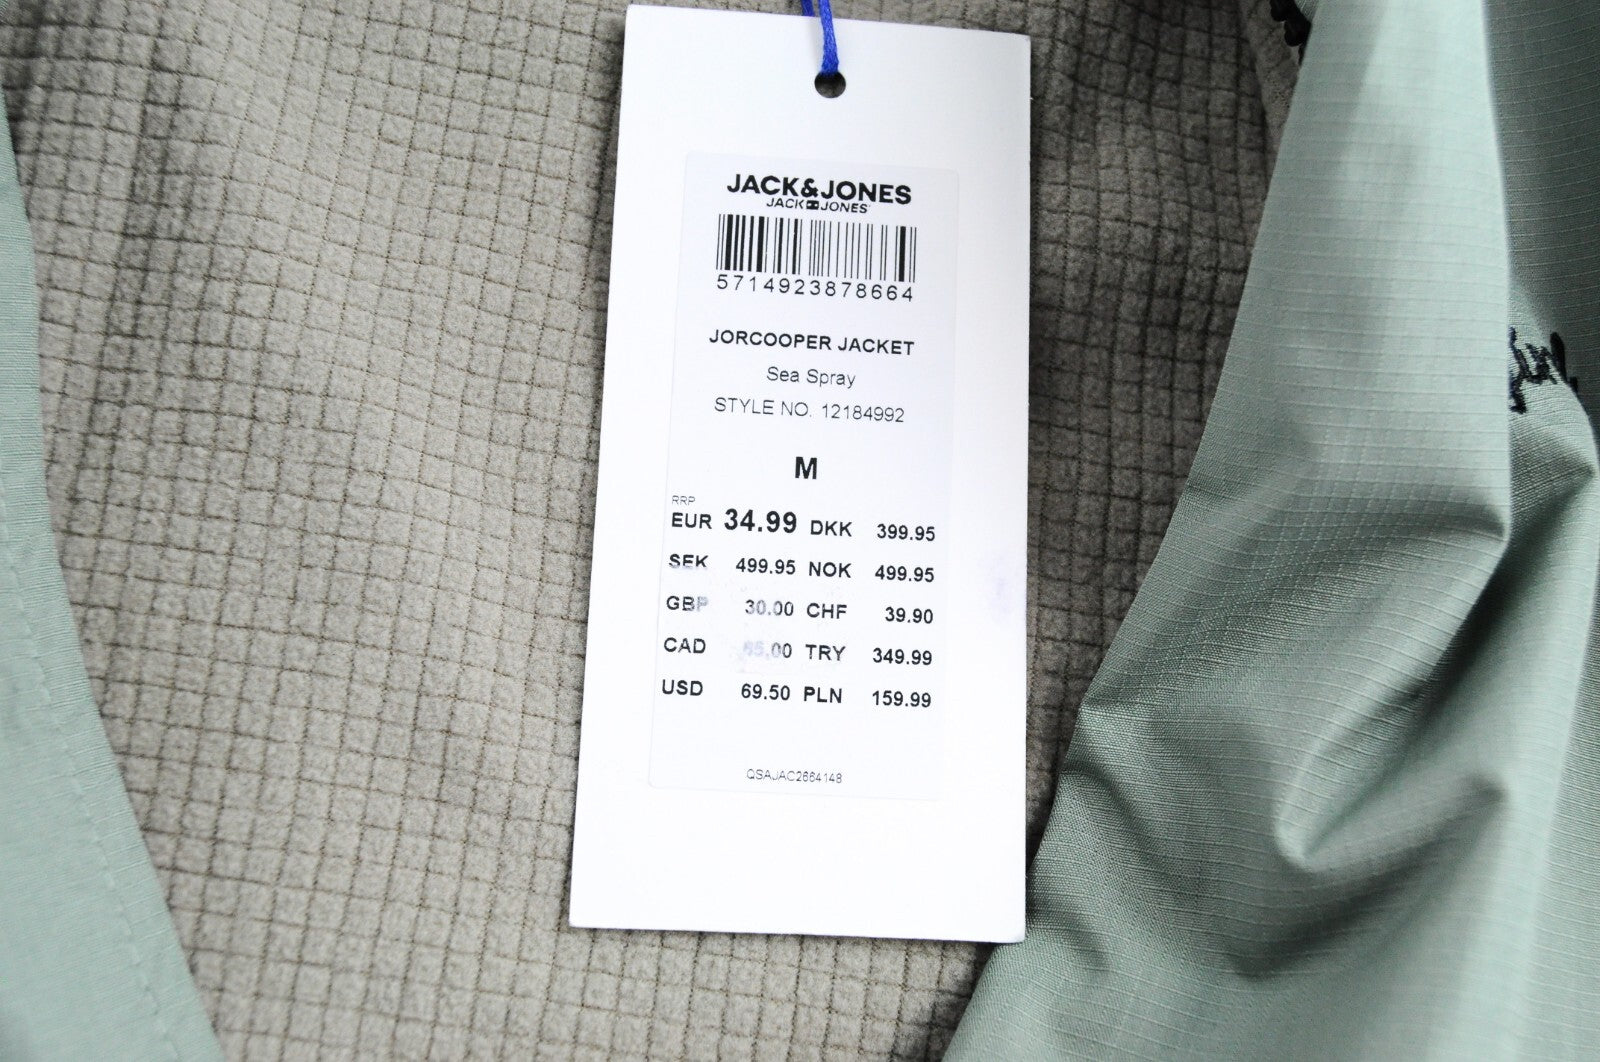 JACK&JONES
JACK JONES
5714923878664
JORCOOPER JACKET
Sea Spray
STYLE NO. 12184992
M
RRP
EUR 34.99 DKK 399.95
SEK 499.95 NOK 499.95
GBP 30.00 CHF 39.90
CAD 65.00 TRY 349.99
USD 69.50 PLN 159.99
QSAJAC2664148